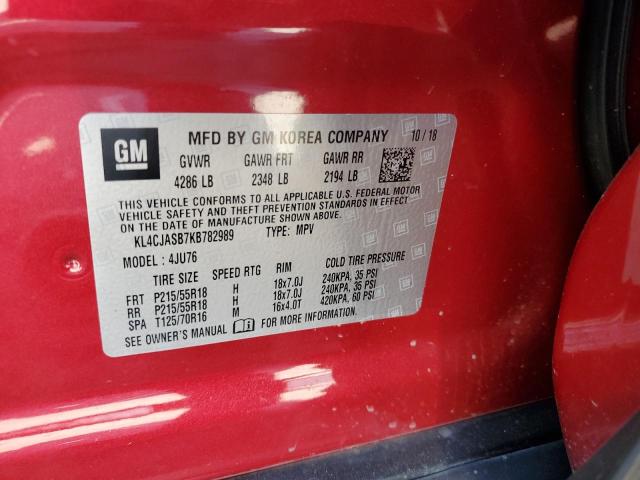 GM
MFD BY GM KOREA COMPANY 10/18
GVWR GAWR FRT GAWR RR
4286 LB 2348 LB 2194 LB
THIS VEHICLE CONFORMS TO ALL APPLICABLE U.S. FEDERAL MOTOR
VEHICLE SAFETY AND THEFT PREVENTION STANDARDS IN EFFECT
ON THE DATE OF MANUFACTURE SHOWN ABOVE.
KL4CJASB7KB782989 TYPE: MPV
MODEL: 4JU76
TIRE SIZE SPEED RTG RIM COLD TIRE PRESSURE
FRT P215/55R18 H 18x7.0J 240KPA, 35 PSI
RR P215/55R18 H 18x7.0J 240KPA, 35 PSI
SPA T125/70R16 M 16x4.0T 420KPA, 60 PSI
SEE OWNER'S MANUAL FOR MORE INFORMATION.